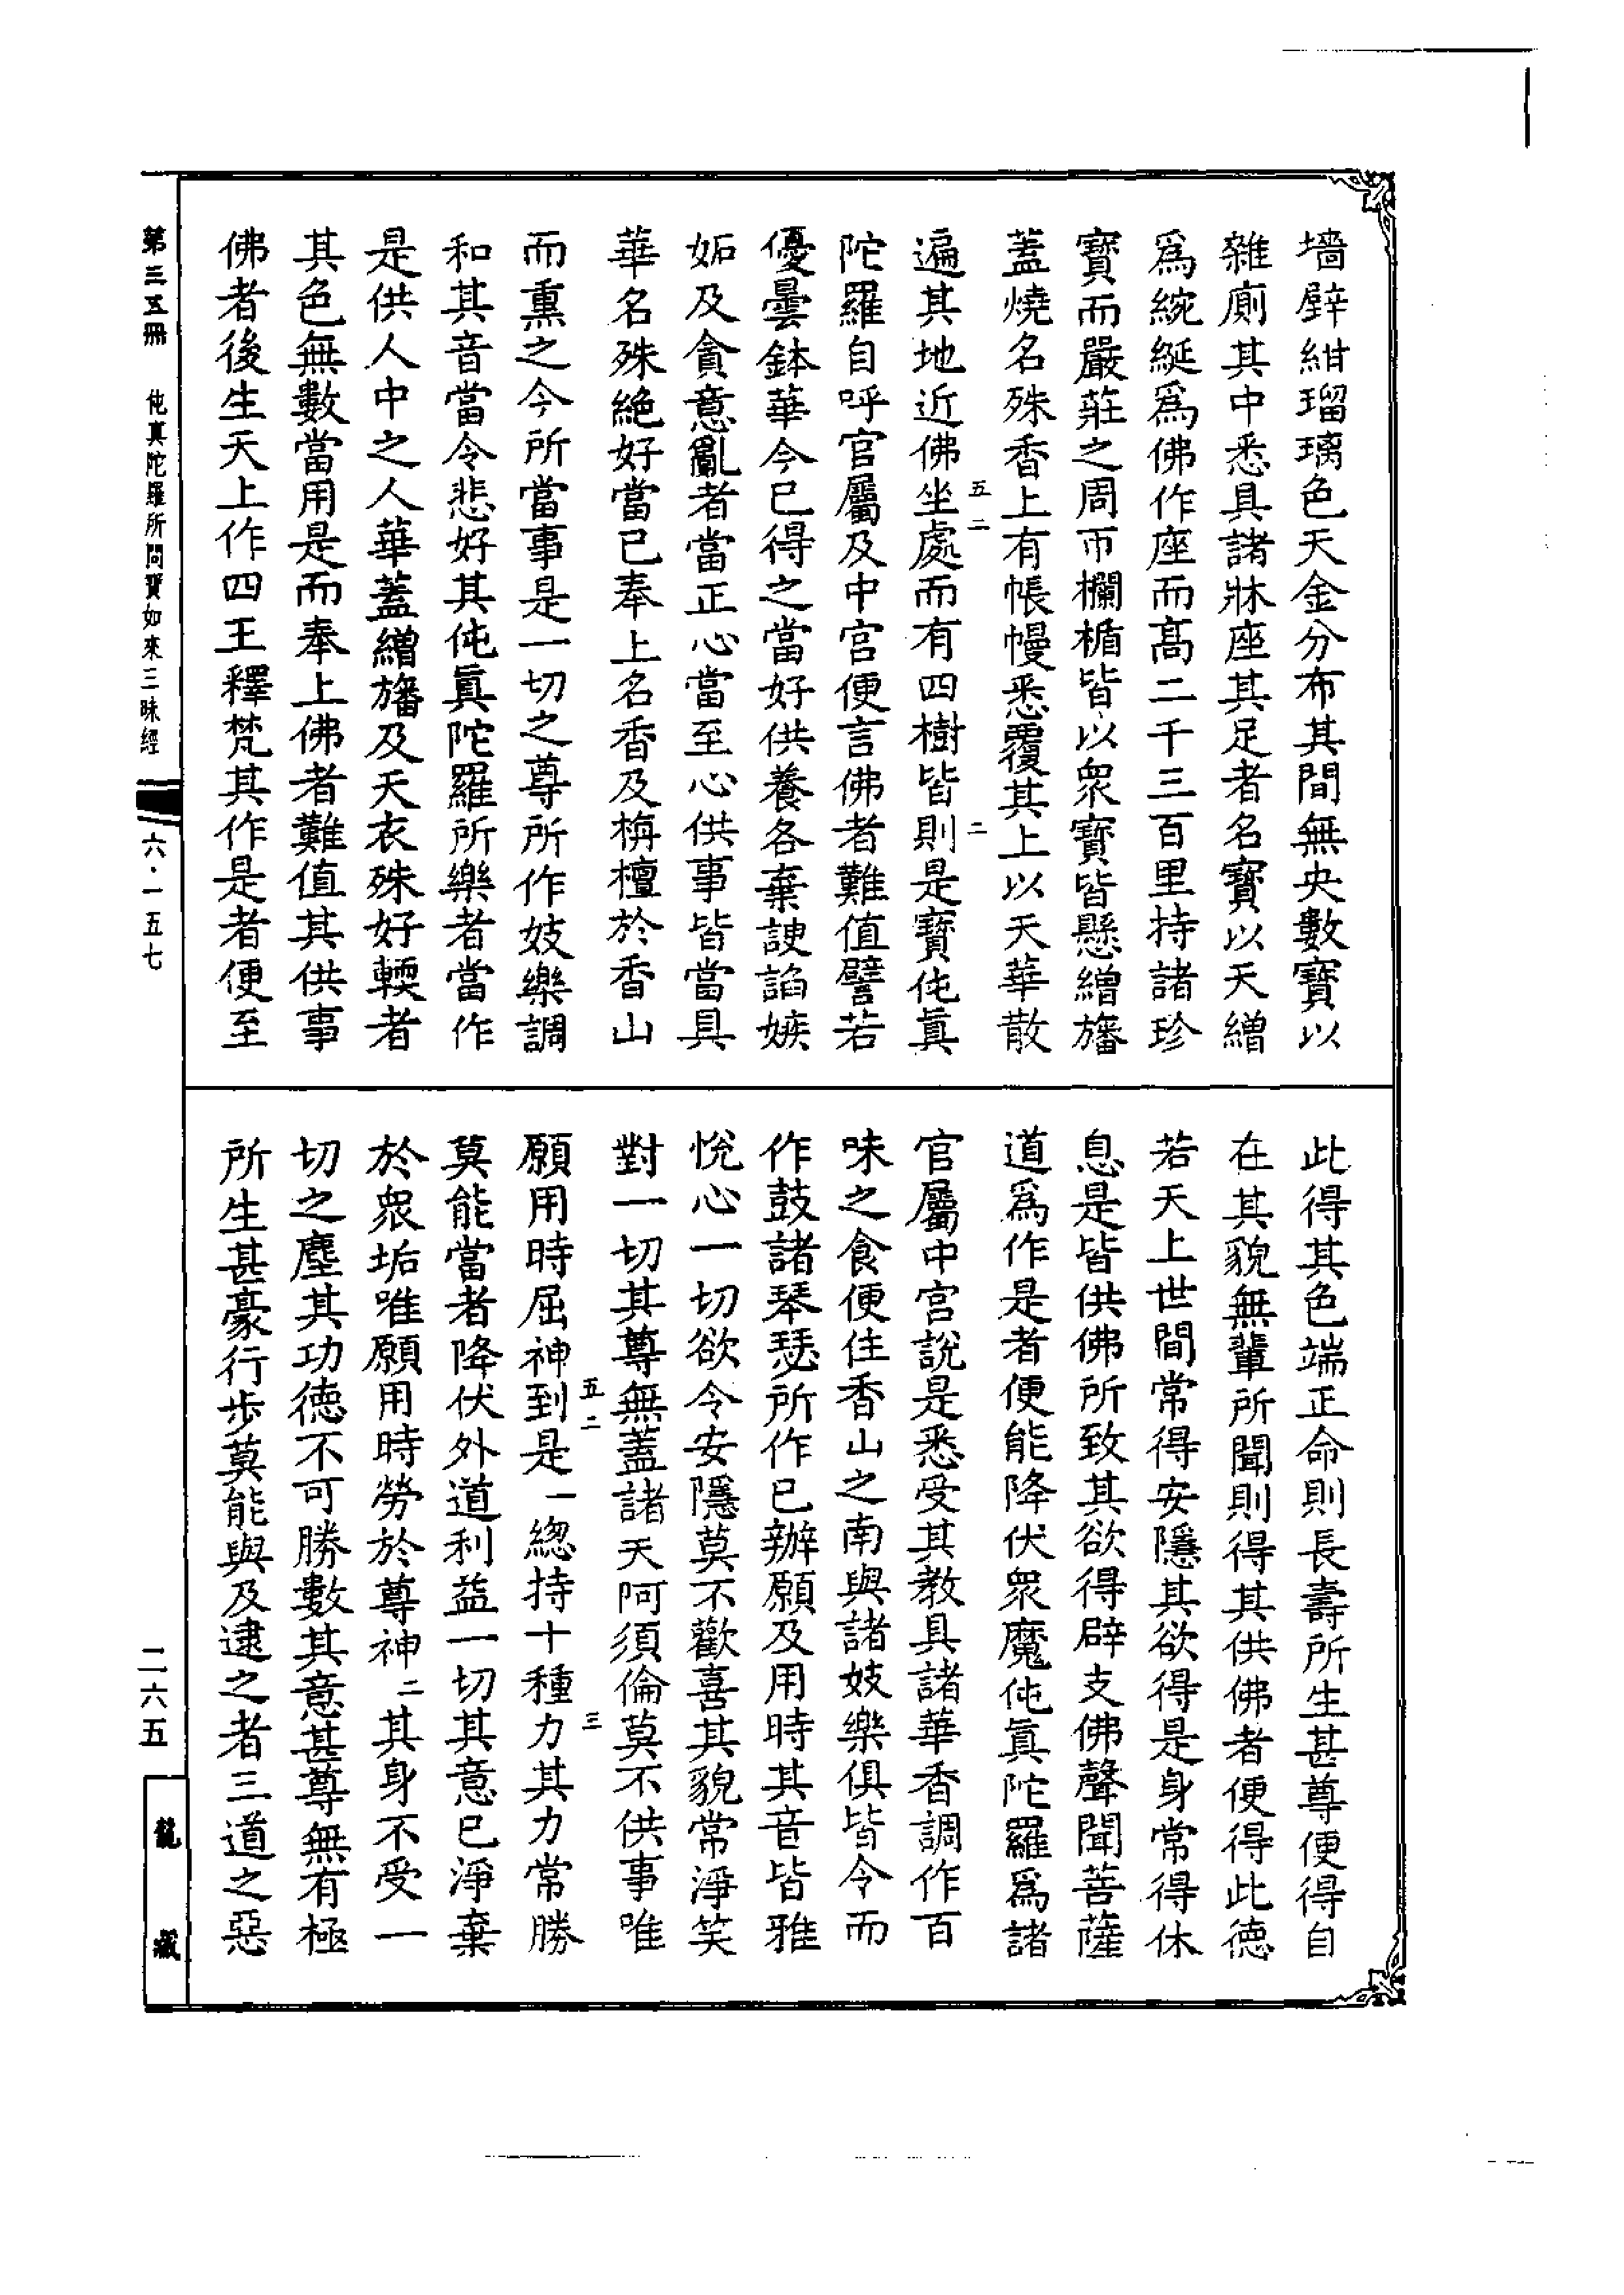 墻壁紺瑠璃色天金分布其間無央數寶以
雜廁其中悉具諸牀座其足者名寶以天繒
爲綩綖爲佛作座而高二千三百里持諸珍
寶而嚴莊之周帀欄楯皆以衆寶皆懸繒旛
蓋燒名殊香上有帳幔悉覆其上以天華散
五二
二
遍其地近佛坐處而有四樹皆則是寶伅眞
陀羅自呼官屬及中宫便言佛者難值譬若
優曇鉢華今已得之當好供養各棄諛諂嫉
妬及貪意亂者當正心當至心供事皆當具
華名殊絶好當已奉上名香及栴檀於香山
而熏之今所當事是一切之尊所作妓樂調
和其音當令悲好其伅眞陀羅所樂者當作
是供人中之人華蓋繒旛及天衣殊好輭者
其色無數當用是而奉上佛者難值其供事
佛者後生天上作四王釋梵其作是者便至
此得其色端正命則長壽所生甚尊便得自
在其貌無輩所聞則得其供佛者便得此德
若天上世間常得安隱其欲得是身常得休
息是皆供佛所致其欲得辟支佛聲聞菩薩
道爲作是者便能降伏衆魔伅眞陀羅爲諸
官屬中宫說是悉受其教具諸華香調作百
味之食便住香山之南與諸妓樂俱皆令而
作鼓諸琴瑟所作已辦願及用時其音皆雅
悅心一切欲令安隱莫不歡喜其貌常淨笑
對一切其尊無蓋諸天阿須倫莫不供事唯
五二
三
願用時屈神到是一緫持十種力其力常勝
莫能當者降伏外道利益一切其意已淨棄
於衆垢唯願用時勞於尊神二其身不受一
切之塵其功德不可勝數其意甚尊無有極
所生甚豪行步莫能與及逮之者三道之惡
第三五冊
伅真陀羅所問寶如來三昧經
六·一五七
二六五
龍藏